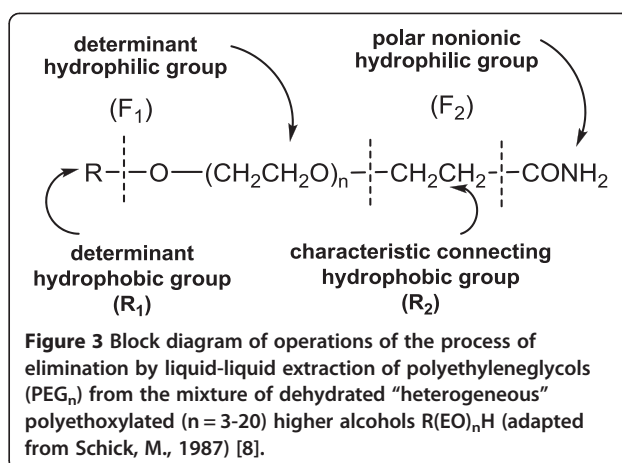 determinant
hydrophilic group
(F₁)
polar nonionic
hydrophilic group
(F₂)
R—O—(CH₂CH₂O)ₙ—CH₂CH₂—CONH₂
determinant
hydrophobic group
(R₁)
characteristic connecting
hydrophobic group
(R₂)
Figure 3 Block diagram of operations of the process of
elimination by liquid-liquid extraction of polyethyleneglycols
(PEGₙ) from the mixture of dehydrated “heterogeneous”
polyethoxylated (n = 3-20) higher alcohols R(EO)ₙH (adapted
from Schick, M., 1987) [8].